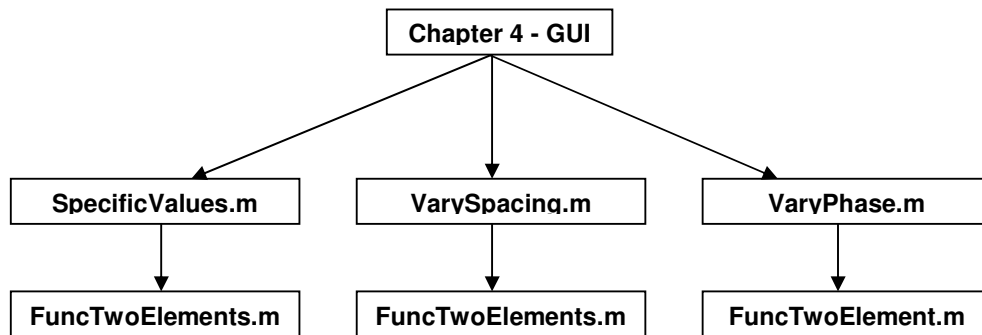 Chapter 4 - GUI
SpecificValues.m
VarySpacing.m
VaryPhase.m
FuncTwoElements.m
FuncTwoElements.m
FuncTwoElement.m